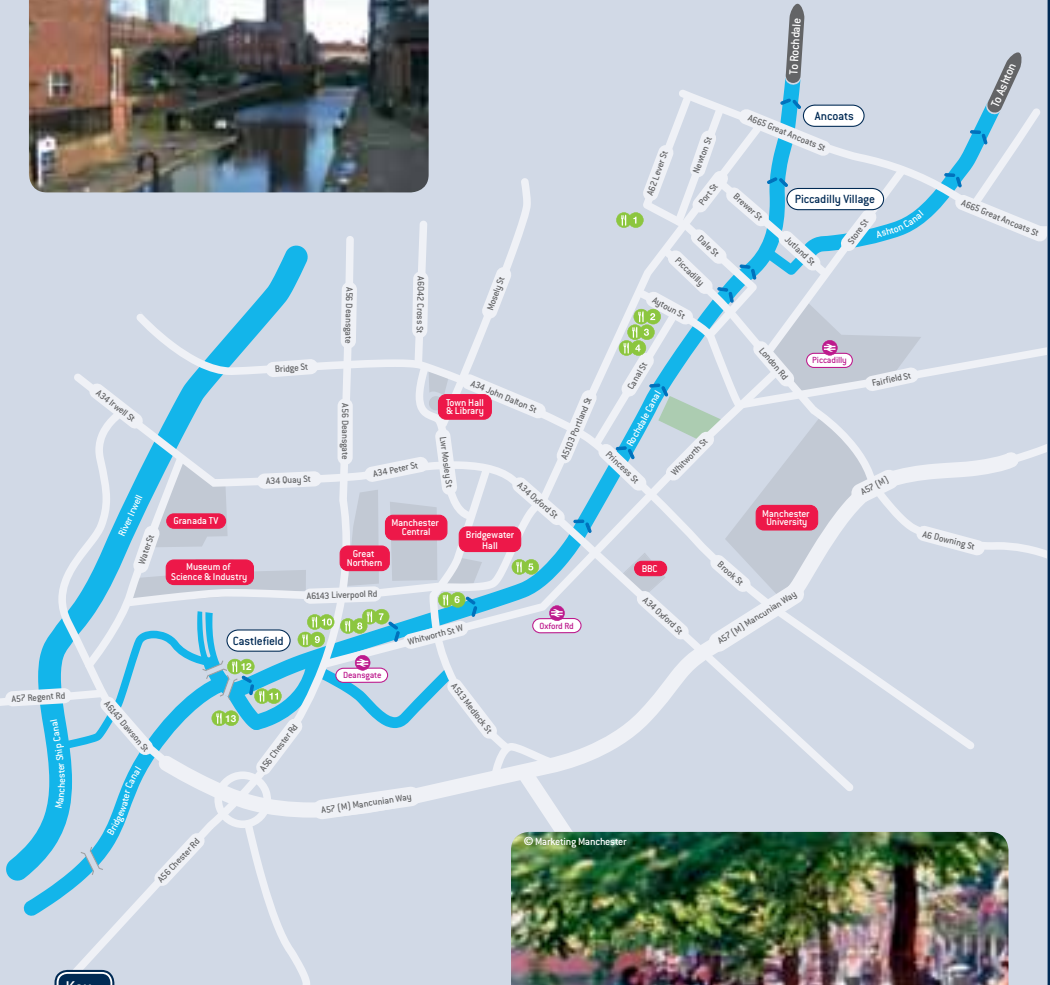 To Rochdale
To Ashton
Ancoats
A665 Great Ancoats St
Newton St
A62 Lever St
Port St
Piccadilly Village
Brewer St
A665 Great Ancoats St
Store St
Ashton Canal
1
Jutland St
Dale St
Piccadilly
Mosely St
A6042 Cross St
A56 Deansgate
Aytoun St
2
3
4
Canal St
London Rd
Piccadilly
Fairfield St
Bridge St
A34 John Dalton St
Town Hall
& Library
A34 Irwell St
A56 Deansgate
A5103 Portland St
Rochdale Canal
Whitworth St
Princess St
Lwr Mosley St
A34 Peter St
A34 Quay St
A34 Oxford St
A57 (M)
River Irwell
Granada TV
Manchester
Central
Bridgewater
Hall
Manchester
University
A6 Downing St
Water St
Great
Northern
Museum of
Science & Industry
5
BBC
Brook St
A6143 Liverpool Rd
6
A34 Oxford St
A57 (M) Mancunian Way
Oxford Rd
10
7
8
9
Whitworth St W
Castlefield
12
Deansgate
11
13
A57 Regent Rd
A6143 Dawson St
A513 Medlock St
A56 Chester Rd
Manchester Ship Canal
Bridgewater Canal
A57 (M) Mancunian Way
A56 Chester Rd
© Marketing Manchester
Key